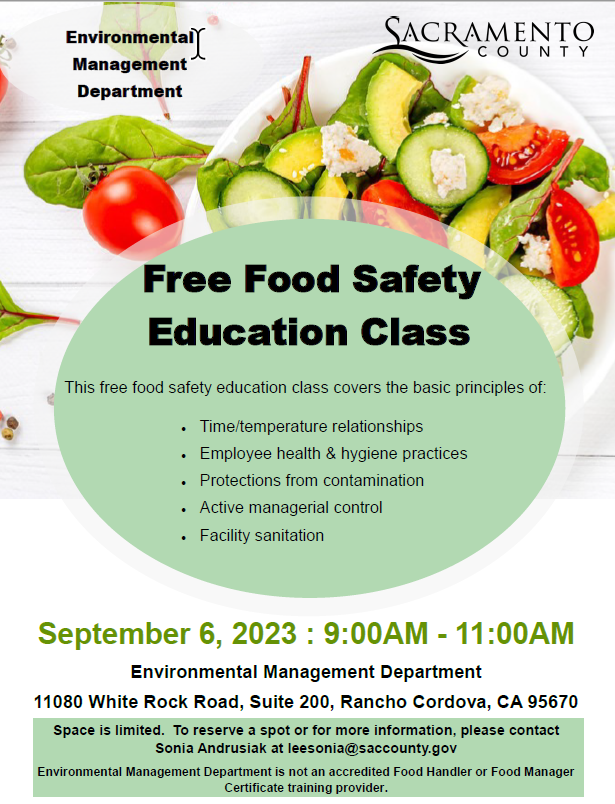 Environmental
Management
Department
SACRAMENTO
COUNTY
Free Food Safety
Education Class
This free food safety education class covers the basic principles of:
• Time/temperature relationships
• Employee health & hygiene practices
• Protections from contamination
• Active managerial control
• Facility sanitation
September 6, 2023 : 9:00AM - 11:00AM
Environmental Management Department
11080 White Rock Road, Suite 200, Rancho Cordova, CA 95670
Space is limited. To reserve a spot or for more information, please contact
Sonia Andrusiak at leesonia@saccounty.gov
Environmental Management Department is not an accredited Food Handler or Food Manager
Certificate training provider.